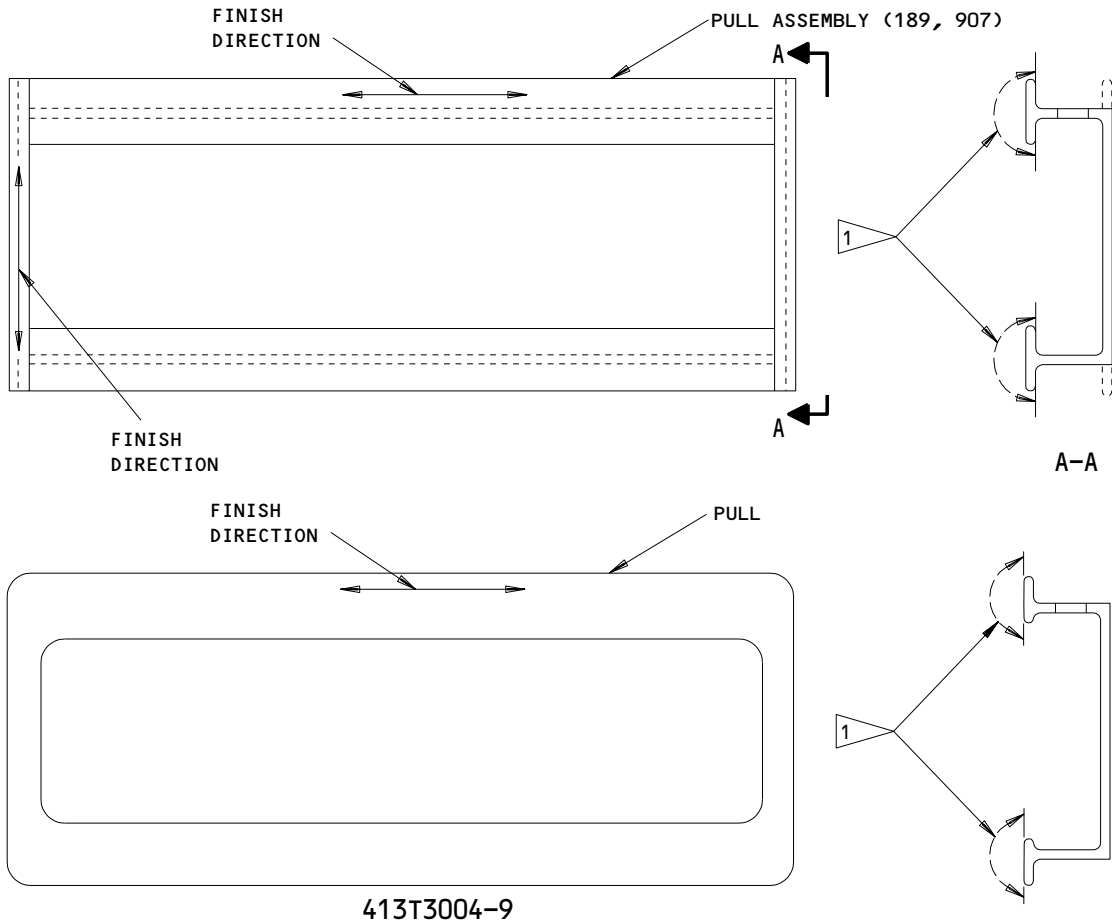 FINISH
DIRECTION
PULL ASSEMBLY (189, 907)
A
1
A
FINISH
DIRECTION
A-A
FINISH
DIRECTION
PULL
1
413T3004-9